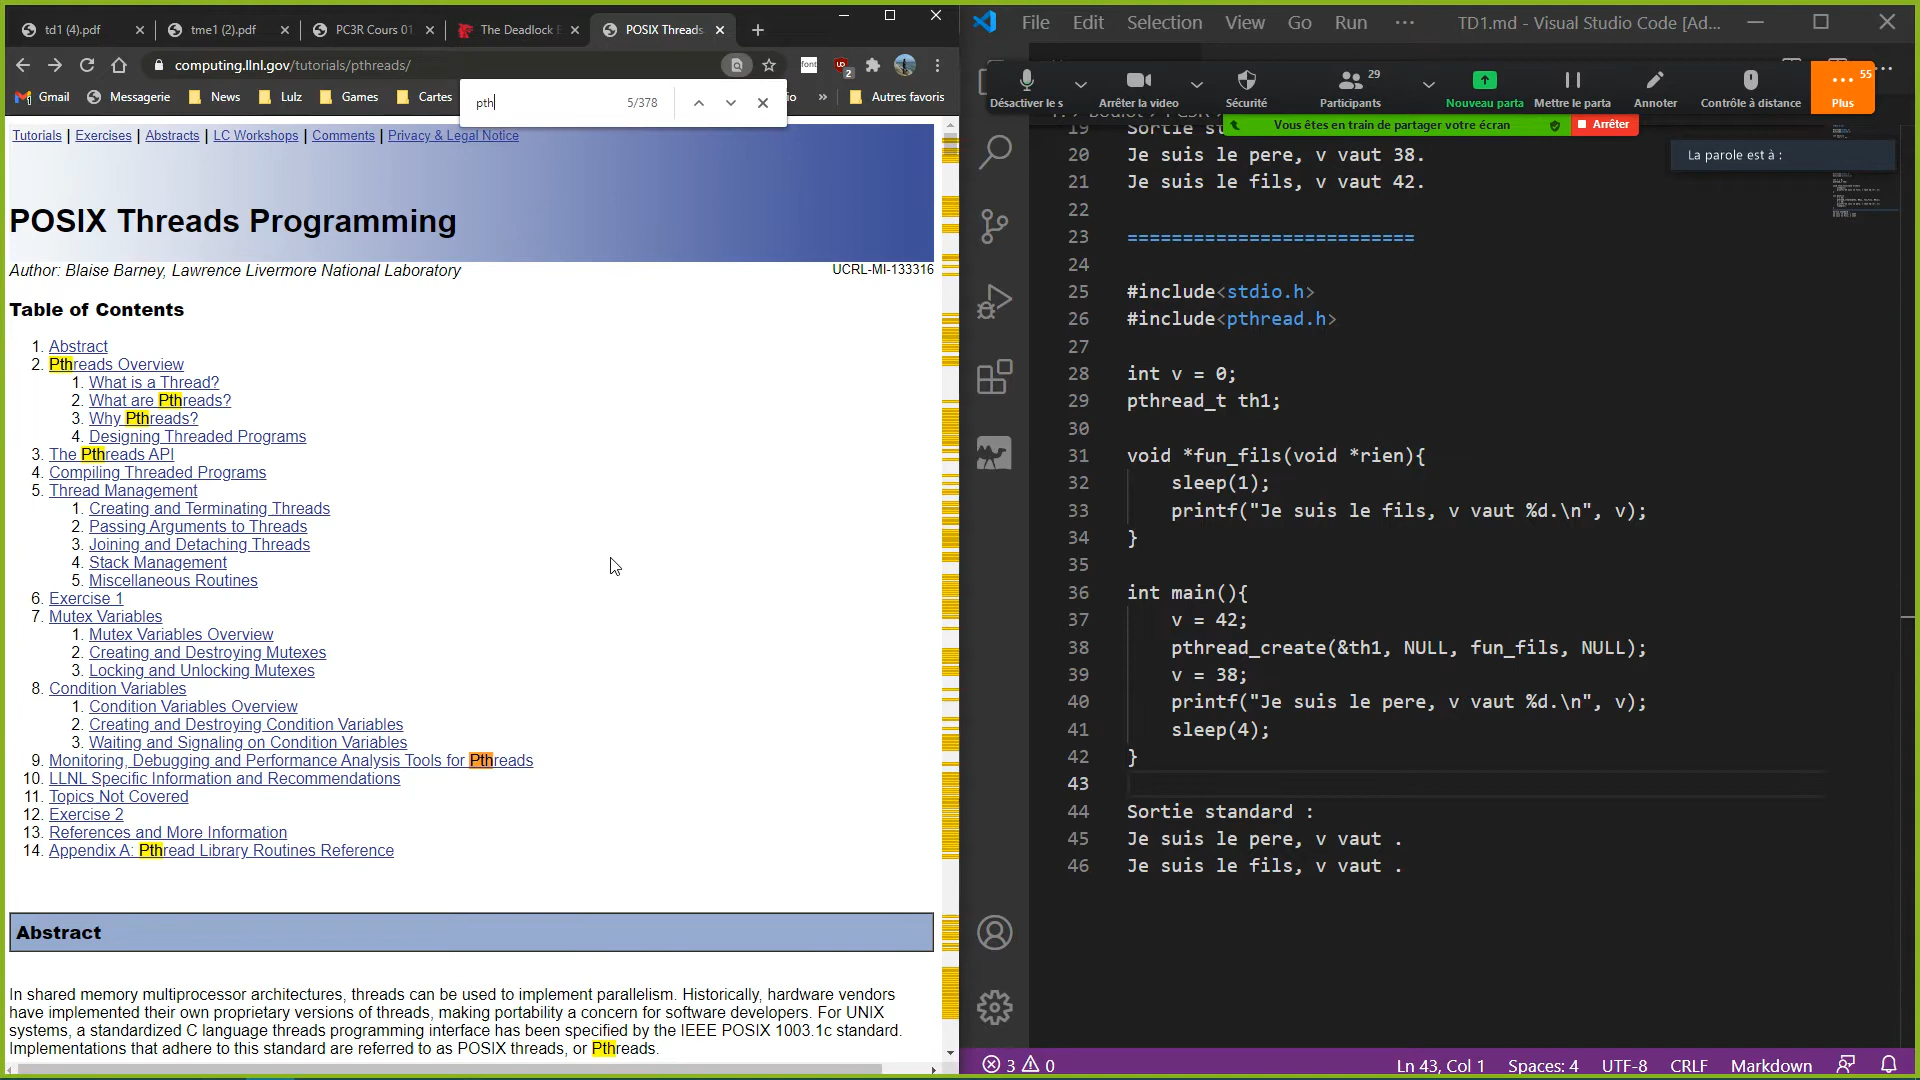 td1 (4).pdf
tme1 (2).pdf
PC3R Cours 01
The Deadlock E
POSIX Threads
computing.llnl.gov/tutorials/pthreads/
font
2
Gmail
Messagerie
News
Lulz
Games
Cartes
io
»
Autres favoris
pth
5/378
Tutorials | Exercises | Abstracts | LC Workshops | Comments | Privacy & Legal Notice
POSIX Threads Programming
Author: Blaise Barney, Lawrence Livermore National Laboratory
UCRL-MI-133316
Table of Contents
1. Abstract
2. Pthreads Overview
1. What is a Thread?
2. What are Pthreads?
3. Why Pthreads?
4. Designing Threaded Programs
3. The Pthreads API
4. Compiling Threaded Programs
5. Thread Management
1. Creating and Terminating Threads
2. Passing Arguments to Threads
3. Joining and Detaching Threads
4. Stack Management
5. Miscellaneous Routines
6. Exercise 1
7. Mutex Variables
1. Mutex Variables Overview
2. Creating and Destroying Mutexes
3. Locking and Unlocking Mutexes
8. Condition Variables
1. Condition Variables Overview
2. Creating and Destroying Condition Variables
3. Waiting and Signaling on Condition Variables
9. Monitoring, Debugging and Performance Analysis Tools for Pthreads
10. LLNL Specific Information and Recommendations
11. Topics Not Covered
12. Exercise 2
13. References and More Information
14. Appendix A: Pthread Library Routines Reference
Abstract
In shared memory multiprocessor architectures, threads can be used to implement parallelism. Historically, hardware vendors
have implemented their own proprietary versions of threads, making portability a concern for software developers. For UNIX
systems, a standardized C language threads programming interface has been specified by the IEEE POSIX 1003.1c standard.
Implementations that adhere to this standard are referred to as POSIX threads, or Pthreads.
File Edit Selection View Go Run ··· TD1.md - Visual Studio Code [Ad...
Désactiver le s
Arrêter la video
Sécurité
29
Participants
Nouveau parta
Mettre le parta
Annoter
Contrôle à distance
55
Plus
Vous êtes en train de partager votre écran
Arrêter
La parole est à :
19 Sortie st
20 Je suis le pere, v vaut 38.
21 Je suis le fils, v vaut 42.
22
23 ==========================
24
25 #include<stdio.h>
26 #include<pthread.h>
27
28 int v = 0;
29 pthread_t th1;
30
31 void *fun_fils(void *rien){
32 sleep(1);
33 printf("Je suis le fils, v vaut %d.\n", v);
34 }
35
36 int main(){
37 v = 42;
38 pthread_create(&th1, NULL, fun_fils, NULL);
39 v = 38;
40 printf("Je suis le pere, v vaut %d.\n", v);
41 sleep(4);
42 }
43
44 Sortie standard :
45 Je suis le pere, v vaut .
46 Je suis le fils, v vaut .
3 0
Ln 43, Col 1 Spaces: 4 UTF-8 CRLF Markdown